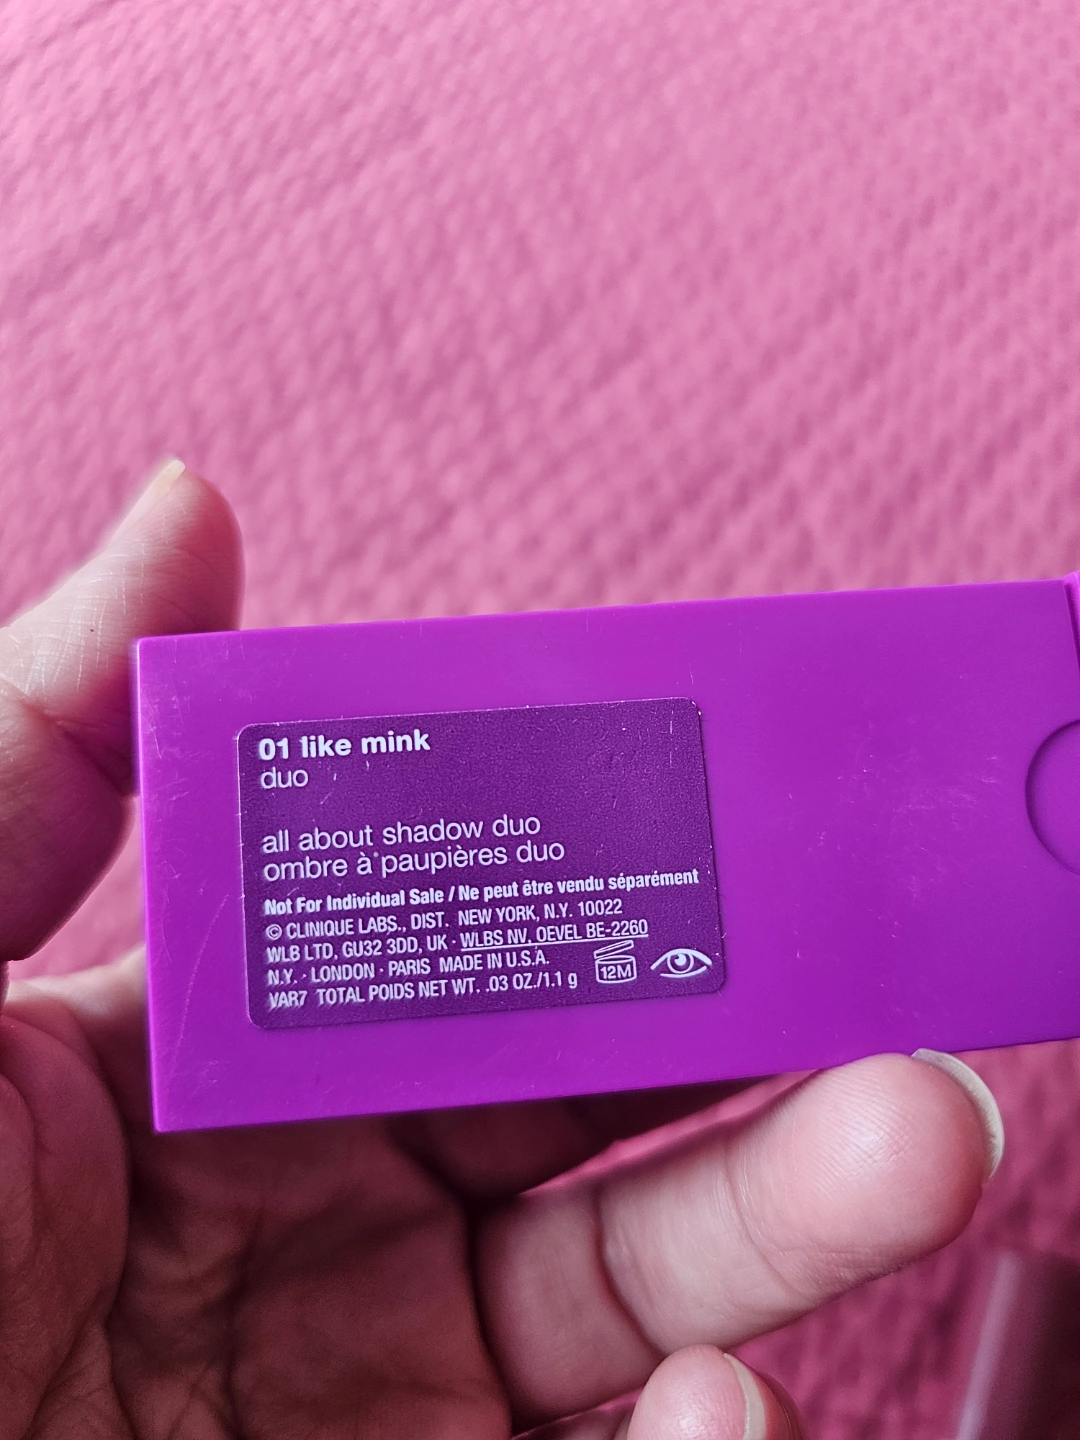 01 like mink
duo
all about shadow duo
ombre à paupières duo
Not For Individual Sale / Ne peut être vendu séparément
© CLINIQUE LABS., DIST. NEW YORK, N.Y. 10022
WLB LTD, GU32 3DD, UK · WLBS NV, OEVEL BE-2260
N.Y. · LONDON · PARIS MADE IN U.S.A.
VAR7 TOTAL POIDS NET WT. .03 OZ./1.1 g
12M